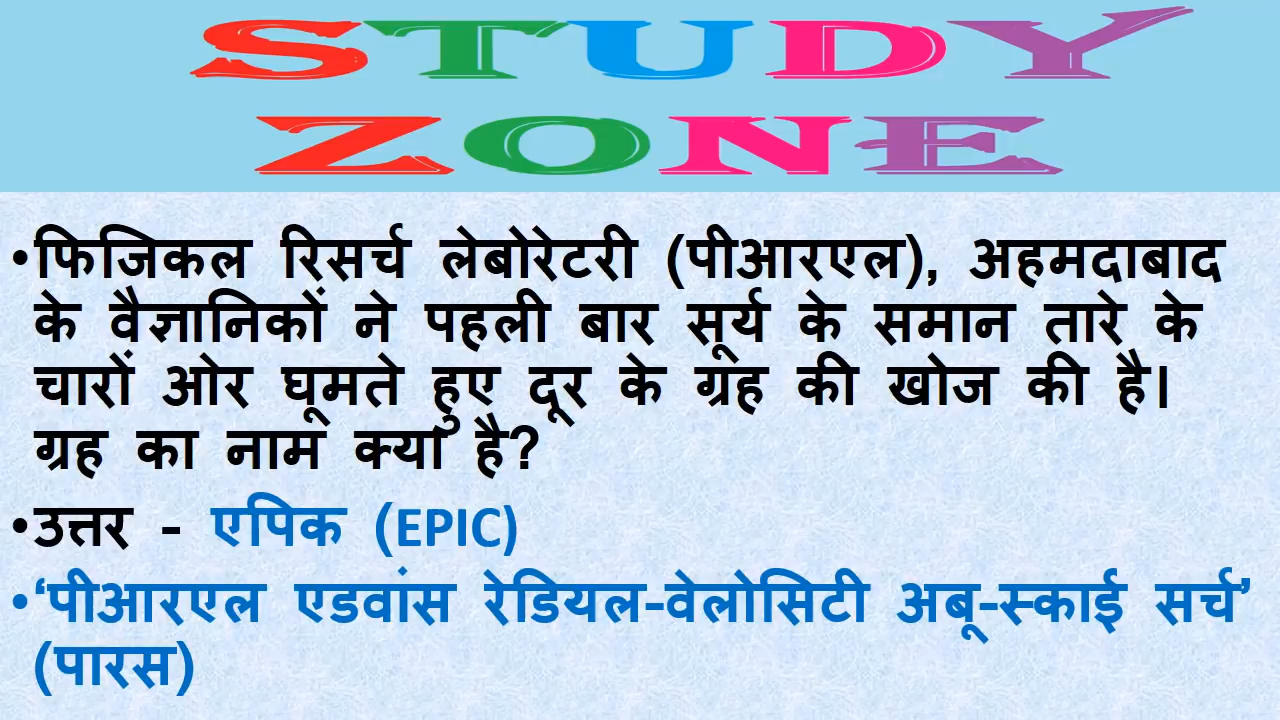 STUDY
ZONE
•फिजिकल रिसर्च लेबोरेटरी (पीआरएल), अहमदाबाद
के वैज्ञानिकों ने पहली बार सूर्य के समान तारे के
चारों ओर घूमते हुए दूर के ग्रह की खोज की है।
ग्रह का नाम क्या है?
•उत्तर - एपिक (EPIC)
•‘पीआरएल एडवांस रेडियल-वेलोसिटी अबू-स्काई सर्च’
(पारस)